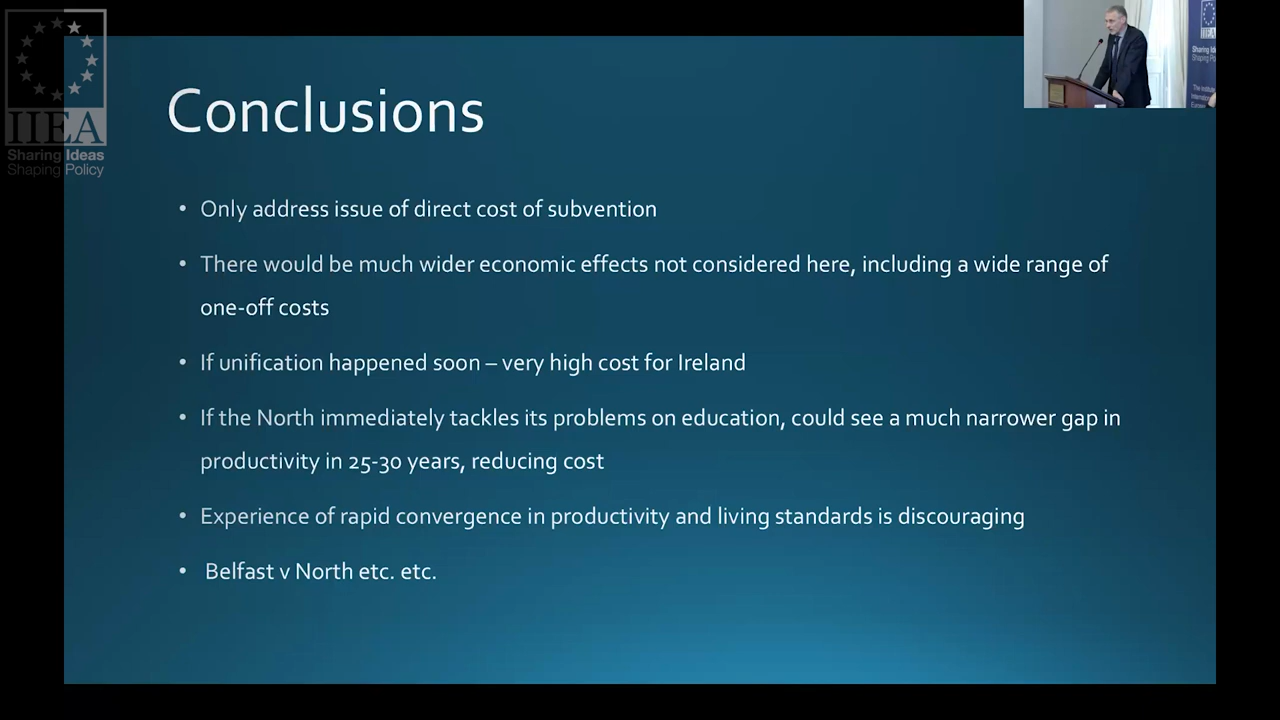 IIEA
Sharing Ideas
Shaping Policy
Conclusions
• Only address issue of direct cost of subvention
• There would be much wider economic effects not considered here, including a wide range of
one-off costs
• If unification happened soon – very high cost for Ireland
• If the North immediately tackles its problems on education, could see a much narrower gap in
productivity in 25-30 years, reducing cost
• Experience of rapid convergence in productivity and living standards is discouraging
• Belfast v North etc. etc.
IIEA
Sharing
Shaping